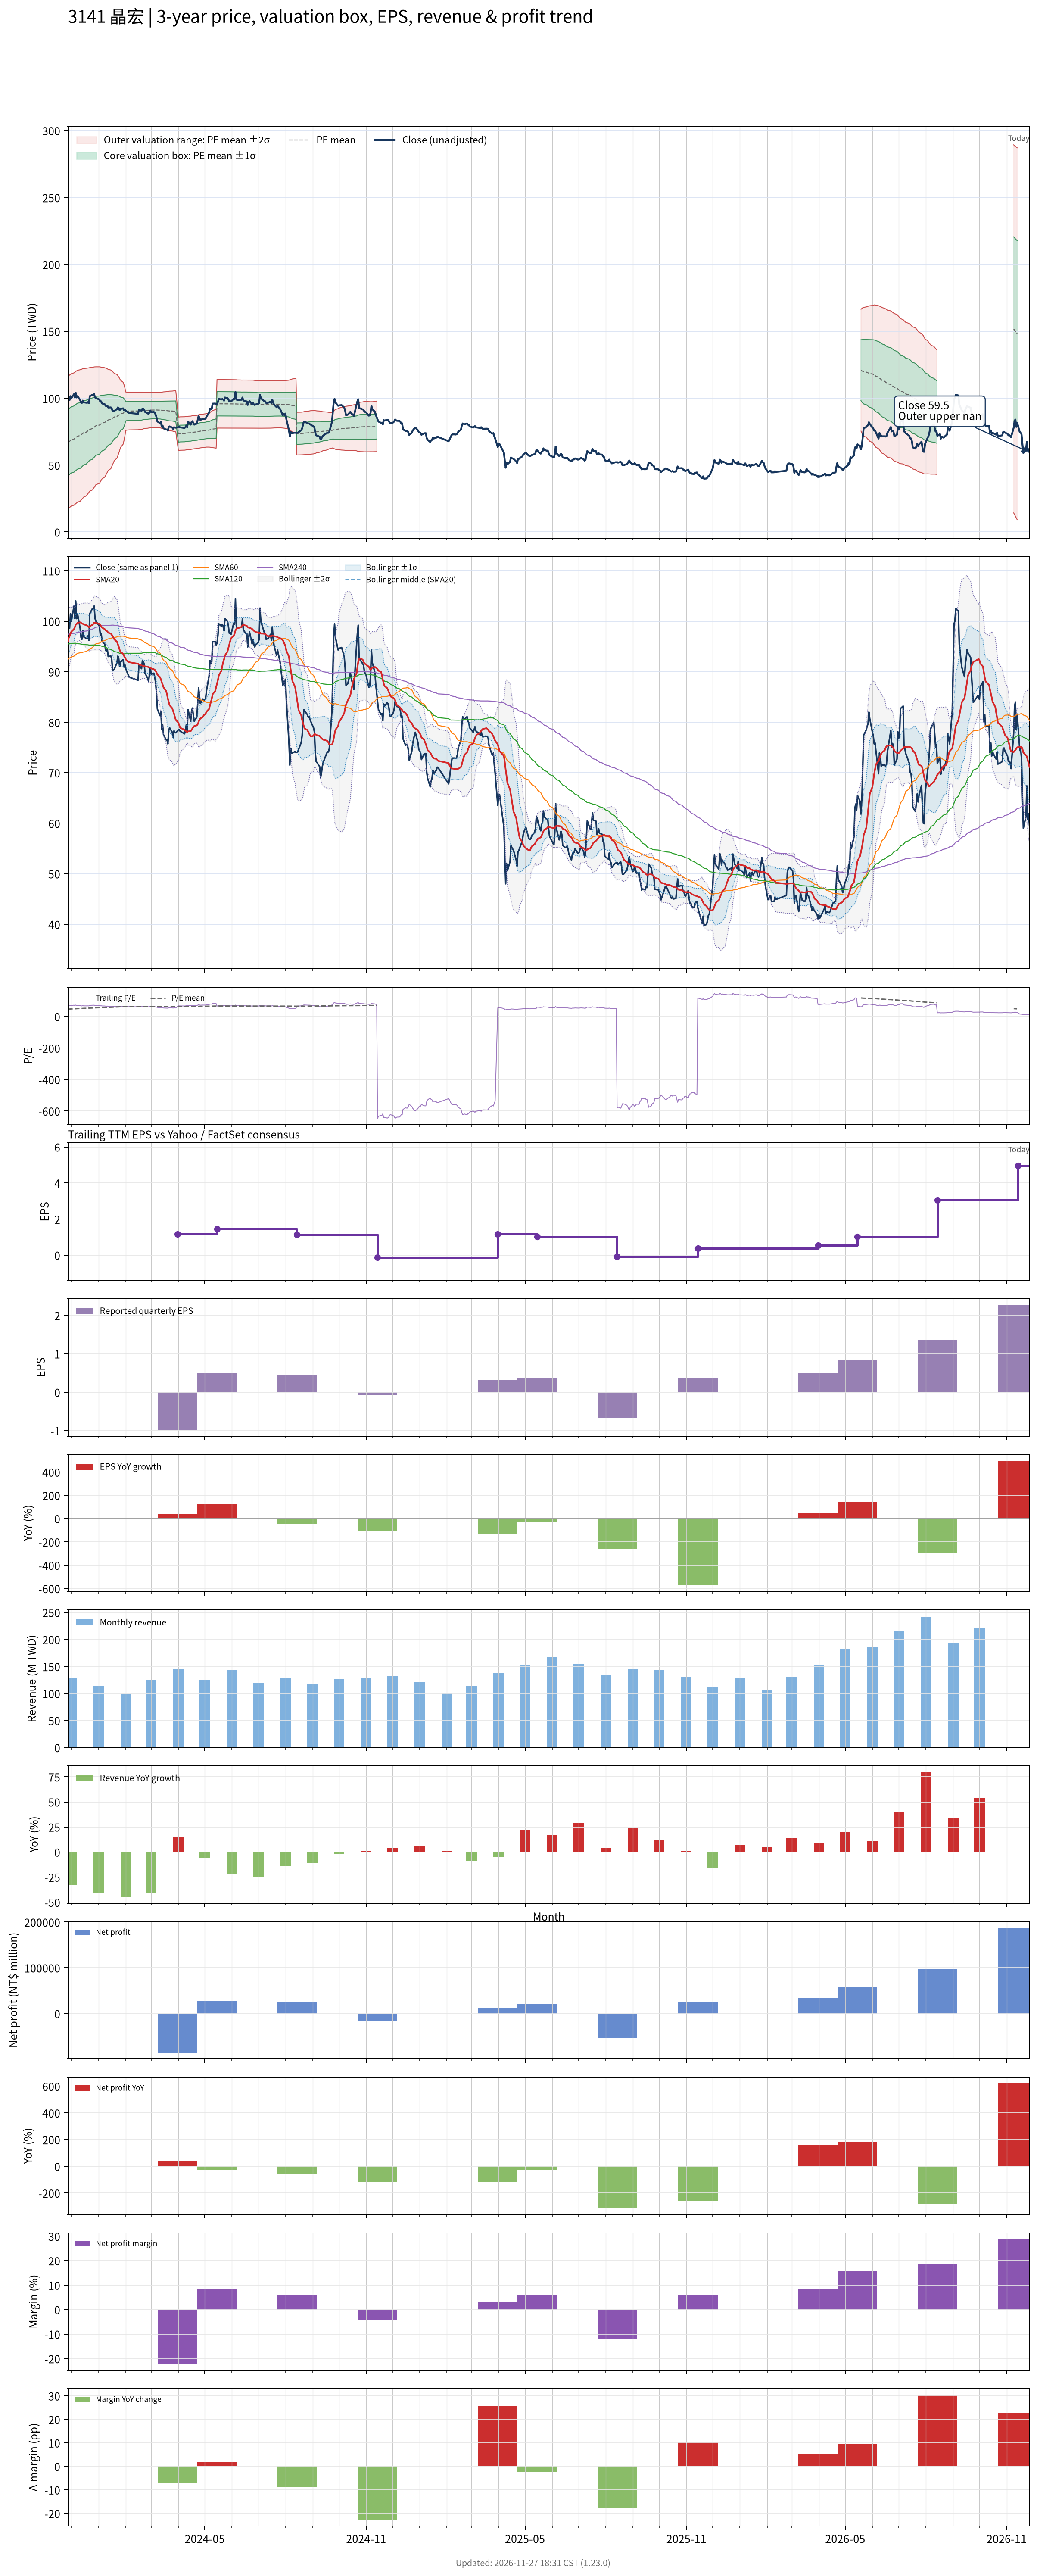 3141 晶宏 | 3-year price, valuation box, EPS, revenue & profit trend
Outer valuation range: PE mean ±2σ
PE mean
Close (unadjusted)
Core valuation box: PE mean ±1σ
Today
300
250
200
150
100
50
0
Price (TWD)
Close 59.5
Outer upper nan
Close (same as panel 1)
SMA20
SMA60
SMA120
SMA240
Bollinger ±2σ
Bollinger ±1σ
Bollinger middle (SMA20)
110
100
90
80
70
60
50
40
Price
Trailing P/E
P/E mean
0
-200
-400
-600
P/E
Trailing TTM EPS vs Yahoo / FactSet consensus
Today
6
4
2
0
EPS
Reported quarterly EPS
2
1
0
-1
EPS
EPS YoY growth
400
200
0
-200
-400
-600
YoY (%)
Monthly revenue
250
200
150
100
50
0
Revenue (M TWD)
Revenue YoY growth
75
50
25
0
-25
-50
YoY (%)
Month
Net profit
200000
100000
0
Net profit (NT$ million)
Net profit YoY
600
400
200
0
-200
YoY (%)
Net profit margin
30
20
10
0
-10
-20
Margin (%)
Margin YoY change
30
20
10
0
-10
-20
Δ margin (pp)
2024-05
2024-11
2025-05
2025-11
2026-05
2026-11
Updated: 2026-11-27 18:31 CST (1.23.0)